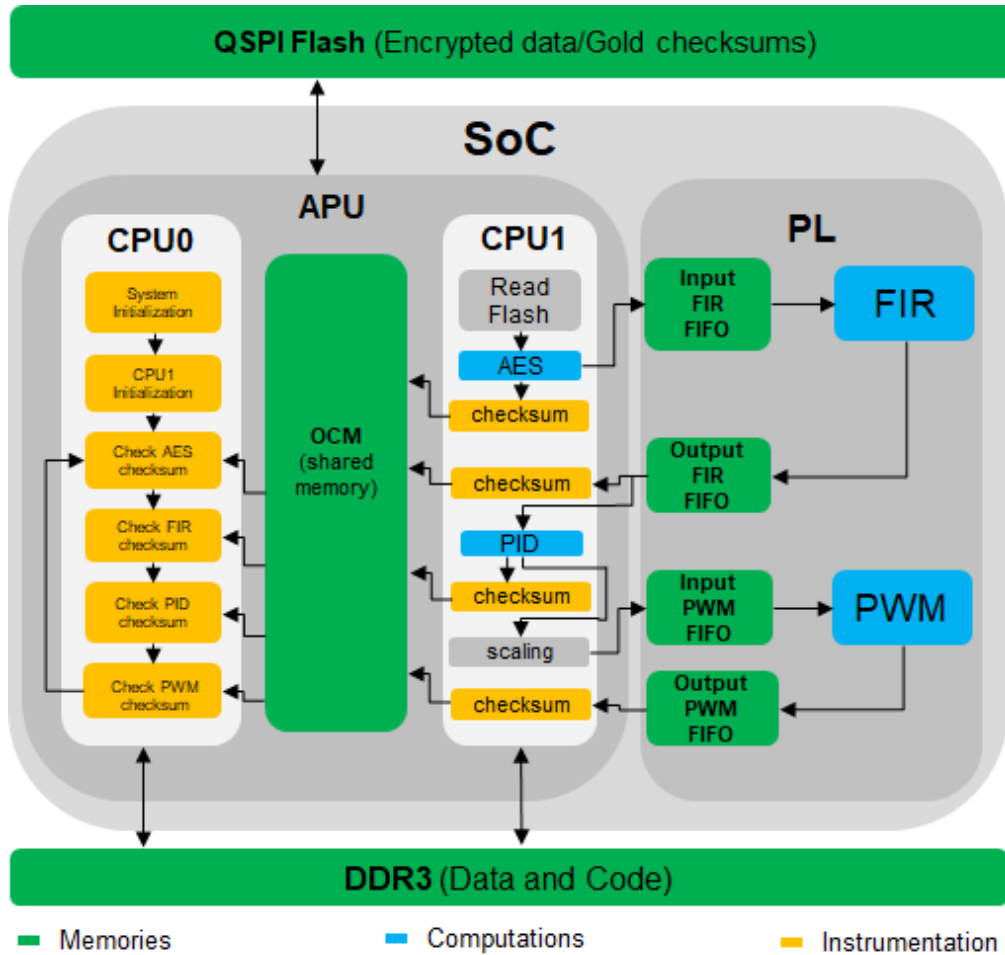 QSPI Flash (Encrypted data/Gold checksums)
SoC
APU
CPU0
System
Initialization
CPU1
Initialization
Check AES
checksum
Check FIR
checksum
Check PID
checksum
Check PWM
checksum
OCM
(shared
memory)
CPU1
Read
Flash
AES
checksum
checksum
PID
checksum
scaling
checksum
PL
Input
FIR
FIFO
FIR
Output
FIR
FIFO
Input
PWM
FIFO
PWM
Output
PWM
FIFO
DDR3 (Data and Code)
Memories
Computations
Instrumentation